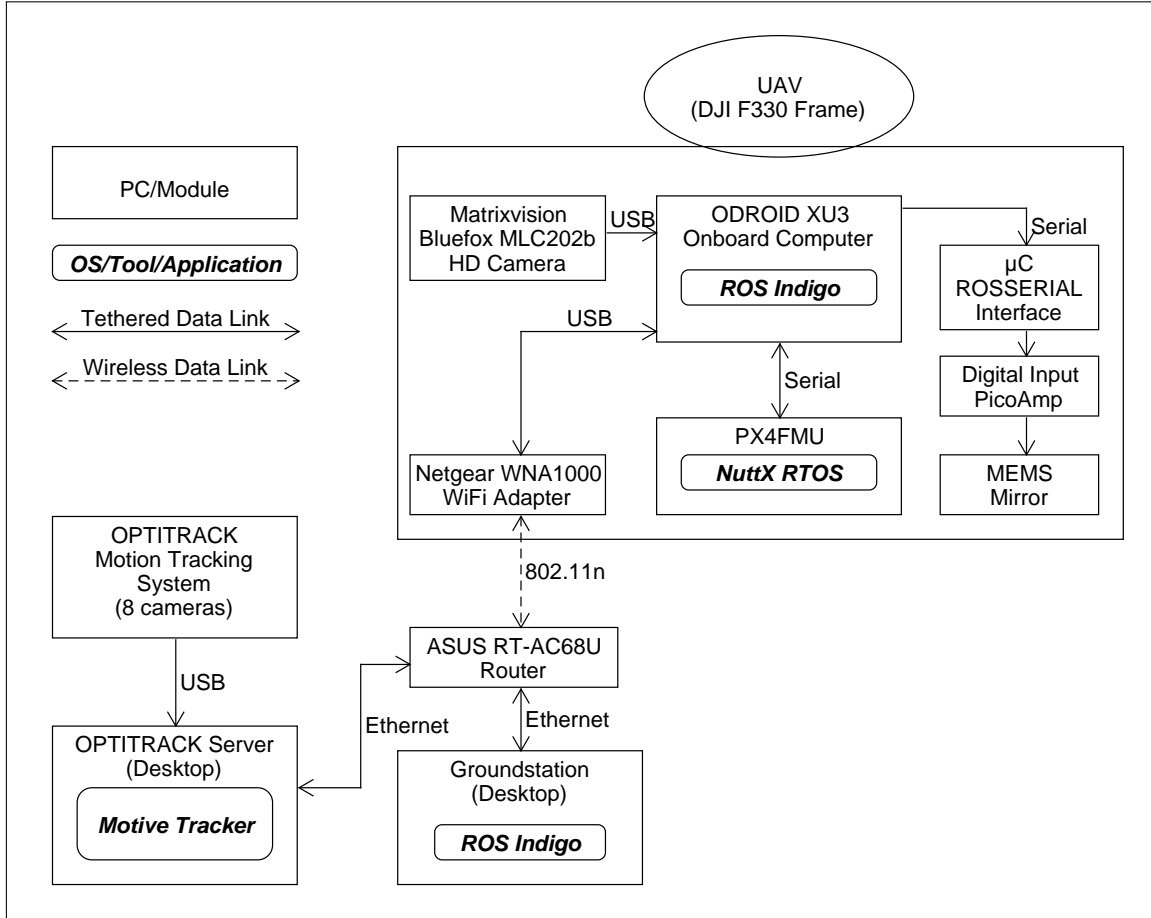 UAV
(DJI F330 Frame)
PC/Module
OS/Tool/Application
Tethered Data Link
Wireless Data Link
Matrixvision
Bluefox MLC202b
HD Camera
USB
ODROID XU3
Onboard Computer
ROS Indigo
Serial
µC
ROSSERIAL
Interface
USB
Serial
Digital Input
PicoAmp
PX4FMU
NuttX RTOS
MEMS
Mirror
Netgear WNA1000
WiFi Adapter
802.11n
OPTITRACK
Motion Tracking
System
(8 cameras)
USB
ASUS RT-AC68U
Router
Ethernet
Ethernet
OPTITRACK Server
(Desktop)
Motive Tracker
Groundstation
(Desktop)
ROS Indigo